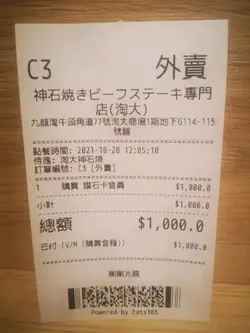 C3 外賣
神石焼きビーフステーキ專門
店(淘大)
九龍灣牛頭角道77號淘大商場1期地下G114-115
號舖
點餐時間: 2021-10-28 12:05:10
侍應: 淘大神石燒
訂單編號: C3 [外賣]
1 購買 鑽石卡會員 $1,000.0
小計 $1,000.0
總額 $1,000.0
已付 (V/M (購買會籍)) $1,000.0
謝謝光臨
Powered by Eats365